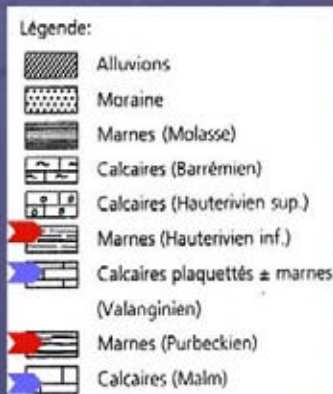 Légende:
Alluvions
Moraine
Marnes (Molasse)
Calcaires (Barrémien)
Calcaires (Hauterivien sup.)
Marnes (Hauterivien inf.)
Calcaires plaquettés ± marnes
(Valanginien)
Marnes (Purbeckien)
Calcaires (Malm)